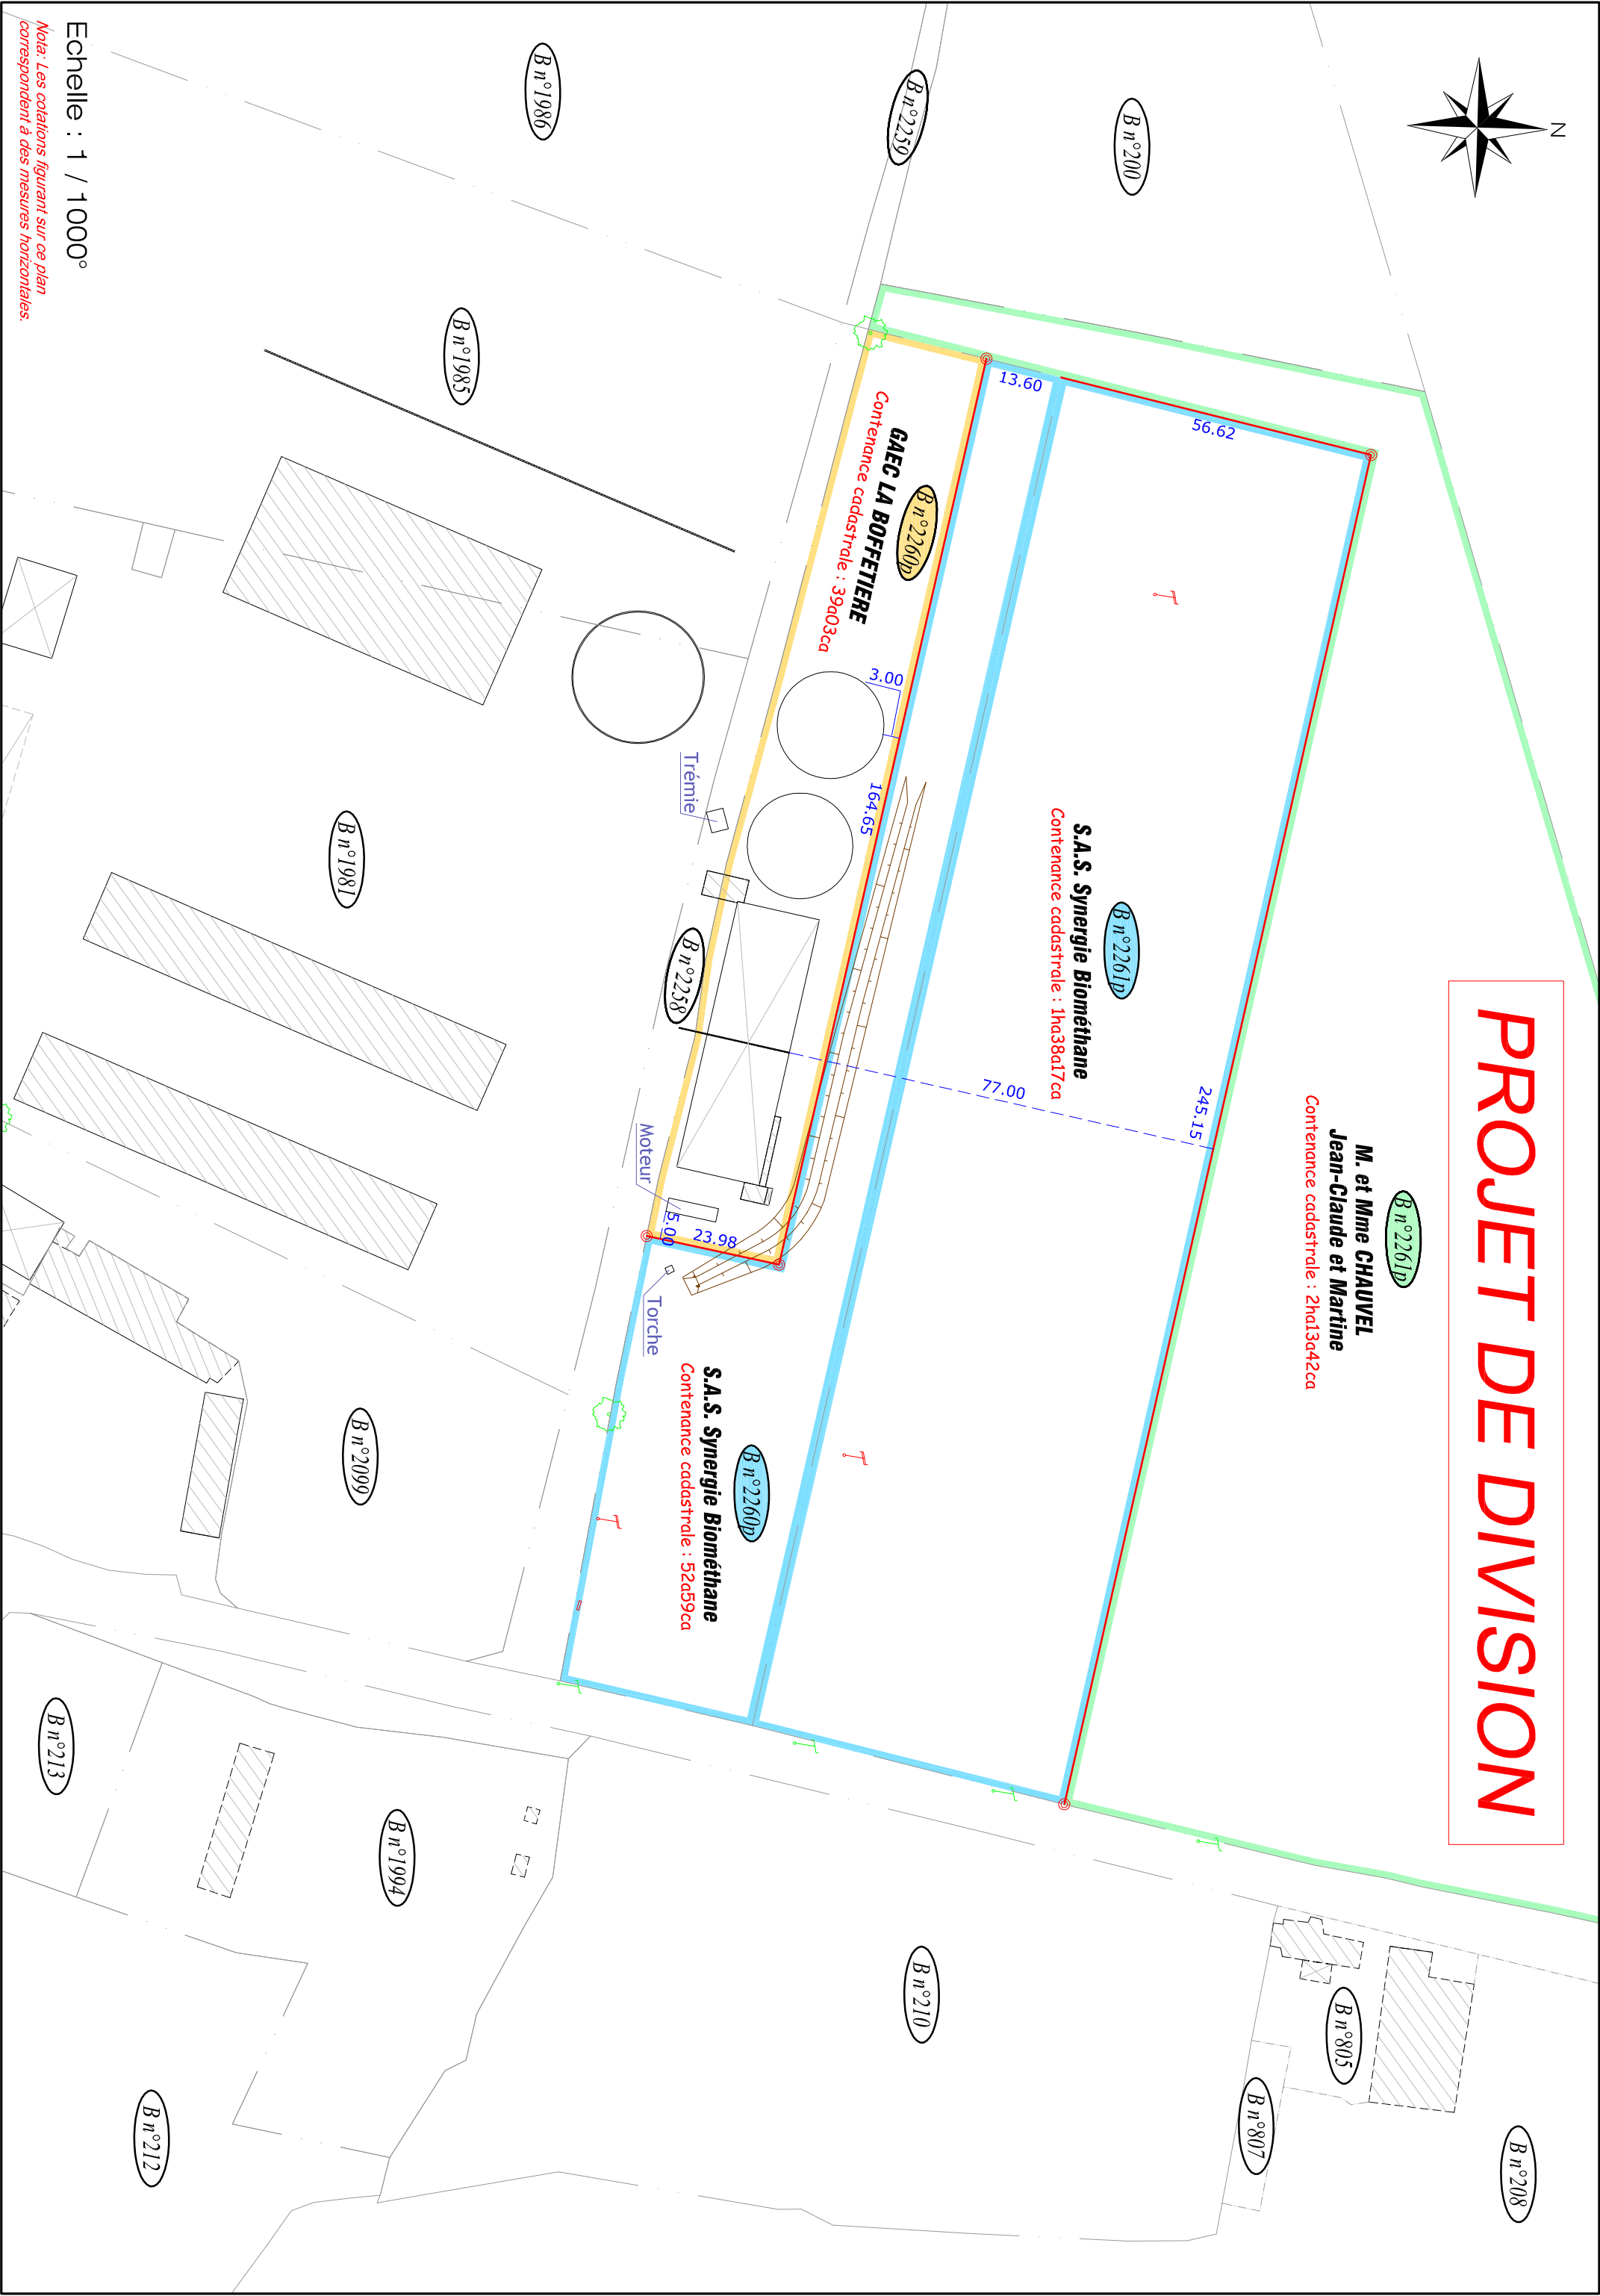 PROJET DE DIVISION
N
B n°200
B n°2259
B n°1986
B n°208
B n°805
B n°807
B n°2261p
M. et Mme CHAUVEL
Jean-Claude et Martine
Contenance cadastrale : 2ha13a42ca
56.62
13.60
245.15
77.00
B n°2261p
S.A.S. Synergie Biométhane
Contenance cadastrale : 1ha38a17ca
B n°2260p
GAEC LA BOFFETIERE
Contenance cadastrale : 39a03ca
3.00
164.65
B n°210
B n°2260p
S.A.S. Synergie Biométhane
Contenance cadastrale : 52a59ca
Trémie
B n°2258
Moteur
5.00
23.98
Torche
B n°1985
B n°1981
B n°2099
B n°1994
B n°213
B n°212
Echelle : 1 / 1000°
Nota: Les cotations figurant sur ce plan
correspondent à des mesures horizontales.